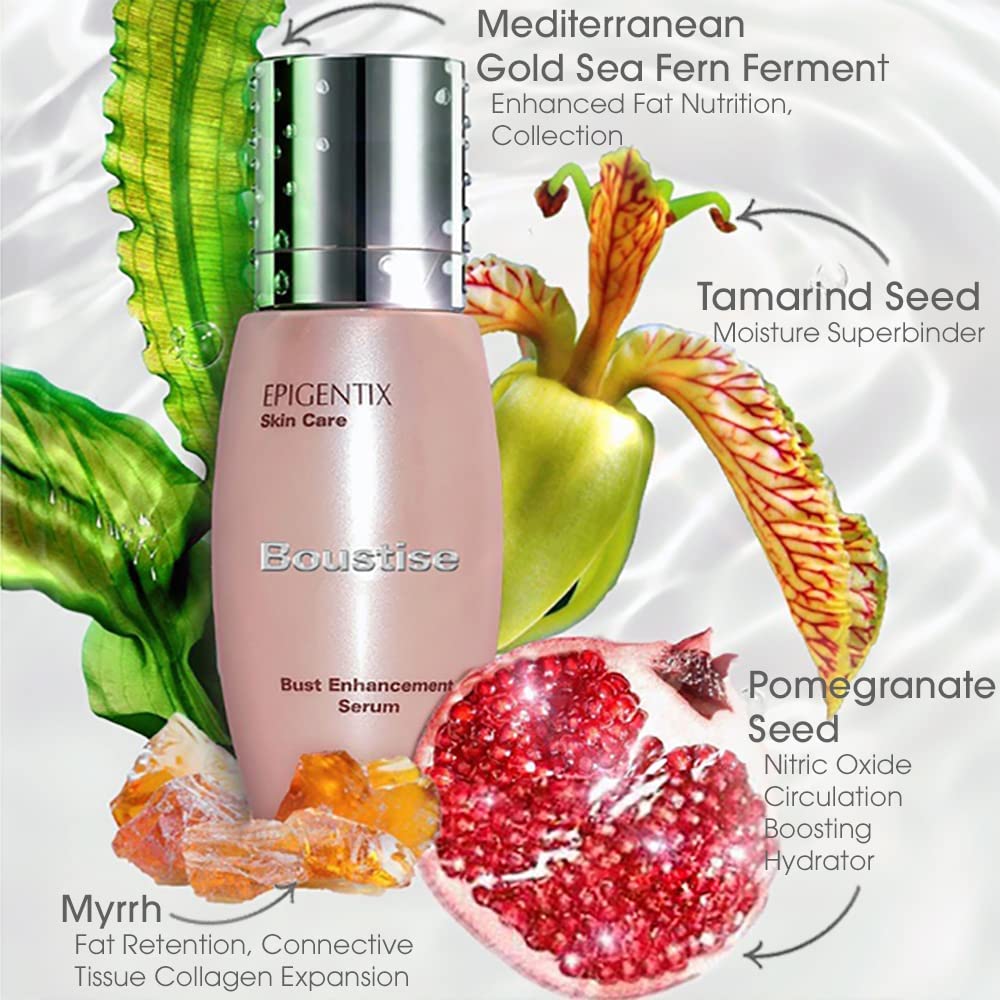 Mediterranean
Gold Sea Fern Ferment
Enhanced Fat Nutrition,
Collection
Tamarind Seed
Moisture Superbinder
EPIGENTIX
Skin Care
Boustise
Bust Enhancement
Serum
Pomegranate
Seed
Nitric Oxide
Circulation
Boosting
Hydrator
Myrrh
Fat Retention, Connective
Tissue Collagen Expansion